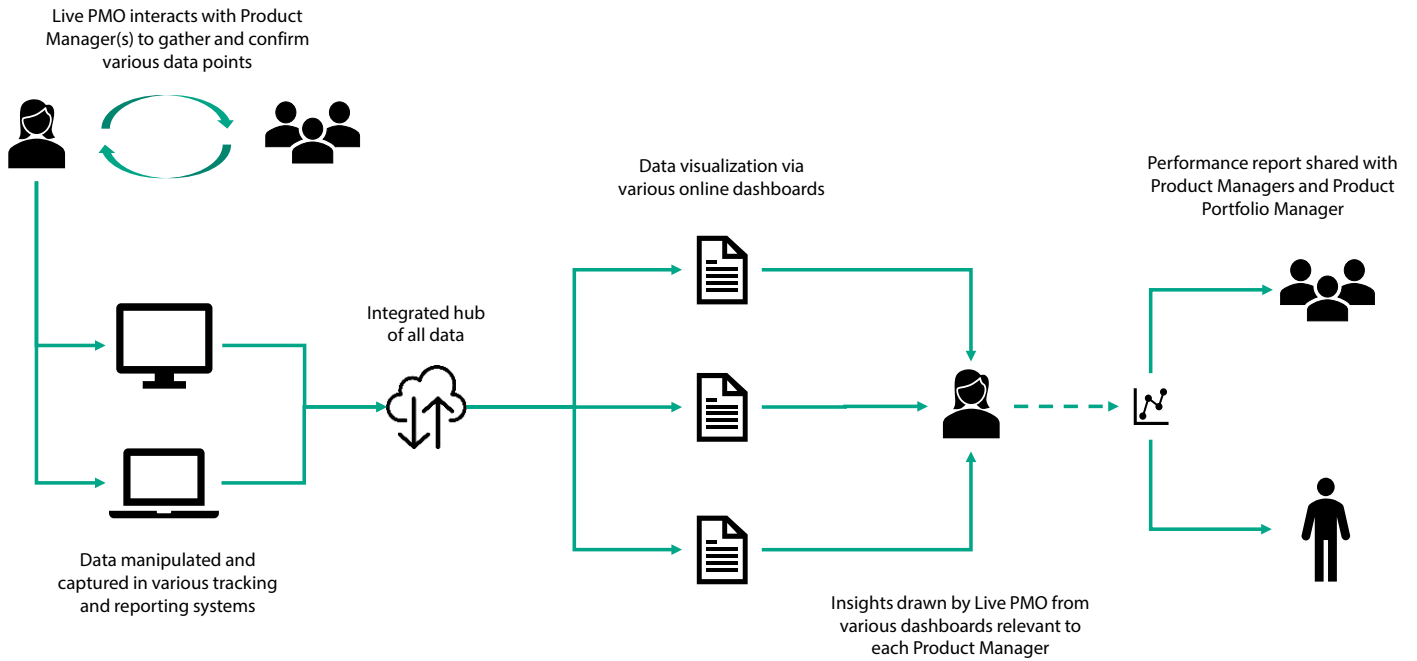 Live PMO interacts with Product
Manager(s) to gather and confirm
various data points
Data visualization via
various online dashboards
Performance report shared with
Product Managers and Product
Portfolio Manager
Integrated hub
of all data
Data manipulated and
captured in various tracking
and reporting systems
Insights drawn by Live PMO from
various dashboards relevant to
each Product Manager